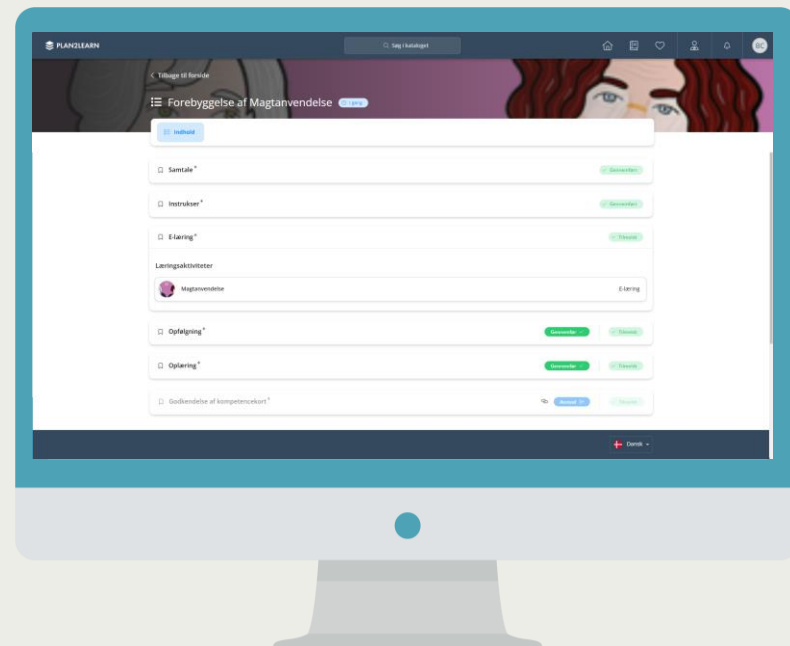 PLAN2LEARN
Søg i kataloget
BC
< Tilbage til forside
Forebyggelse af Magtanvendelse
I gang
Indhold
Samtale*
Gennemført
Instrukser*
Gennemført
E-læring*
Tilmeldt
Læringsaktiviteter
Magtanvendelse
E-læring
Opfølgning*
Gennemfør
Tilmeldt
Oplæring*
Gennemfør
Tilmeldt
Godkendelse af kompetencekort*
Tilmeldt
Dansk